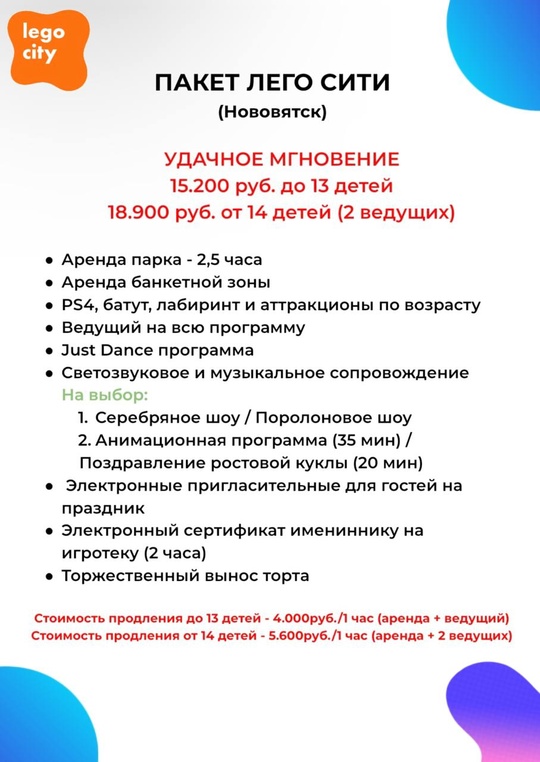 lego
city
ПАКЕТ ЛЕГО СИТИ
(Нововятск)
УДАЧНОЕ МГНОВЕНИЕ
15.200 руб. до 13 детей
18.900 руб. от 14 детей (2 ведущих)
● Аренда парка - 2,5 часа
● Аренда банкетной зоны
● PS4, батут, лабиринт и аттракционы по возрасту
● Ведущий на всю программу
● Just Dance программа
● Светозвуковое и музыкальное сопровождение
На выбор:
1. Серебряное шоу / Поролоновое шоу
2. Анимационная программа (35 мин) /
Поздравление ростовой куклы (20 мин)
● Электронные пригласительные для гостей на
праздник
● Электронный сертификат имениннику на
игротеку (2 часа)
● Торжественный вынос торта
Стоимость продления до 13 детей - 4.000руб./1 час (аренда + ведущий)
Стоимость продления от 14 детей - 5.600руб./1 час (аренда + 2 ведущих)